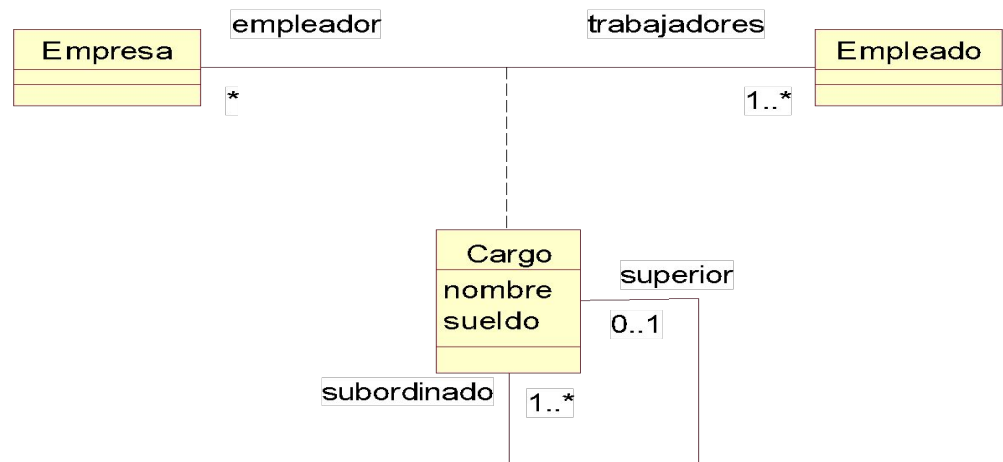 empleador
trabajadores
Empresa
Empleado
*
1..*
Cargo
nombre
sueldo
superior
0..1
subordinado
1..*